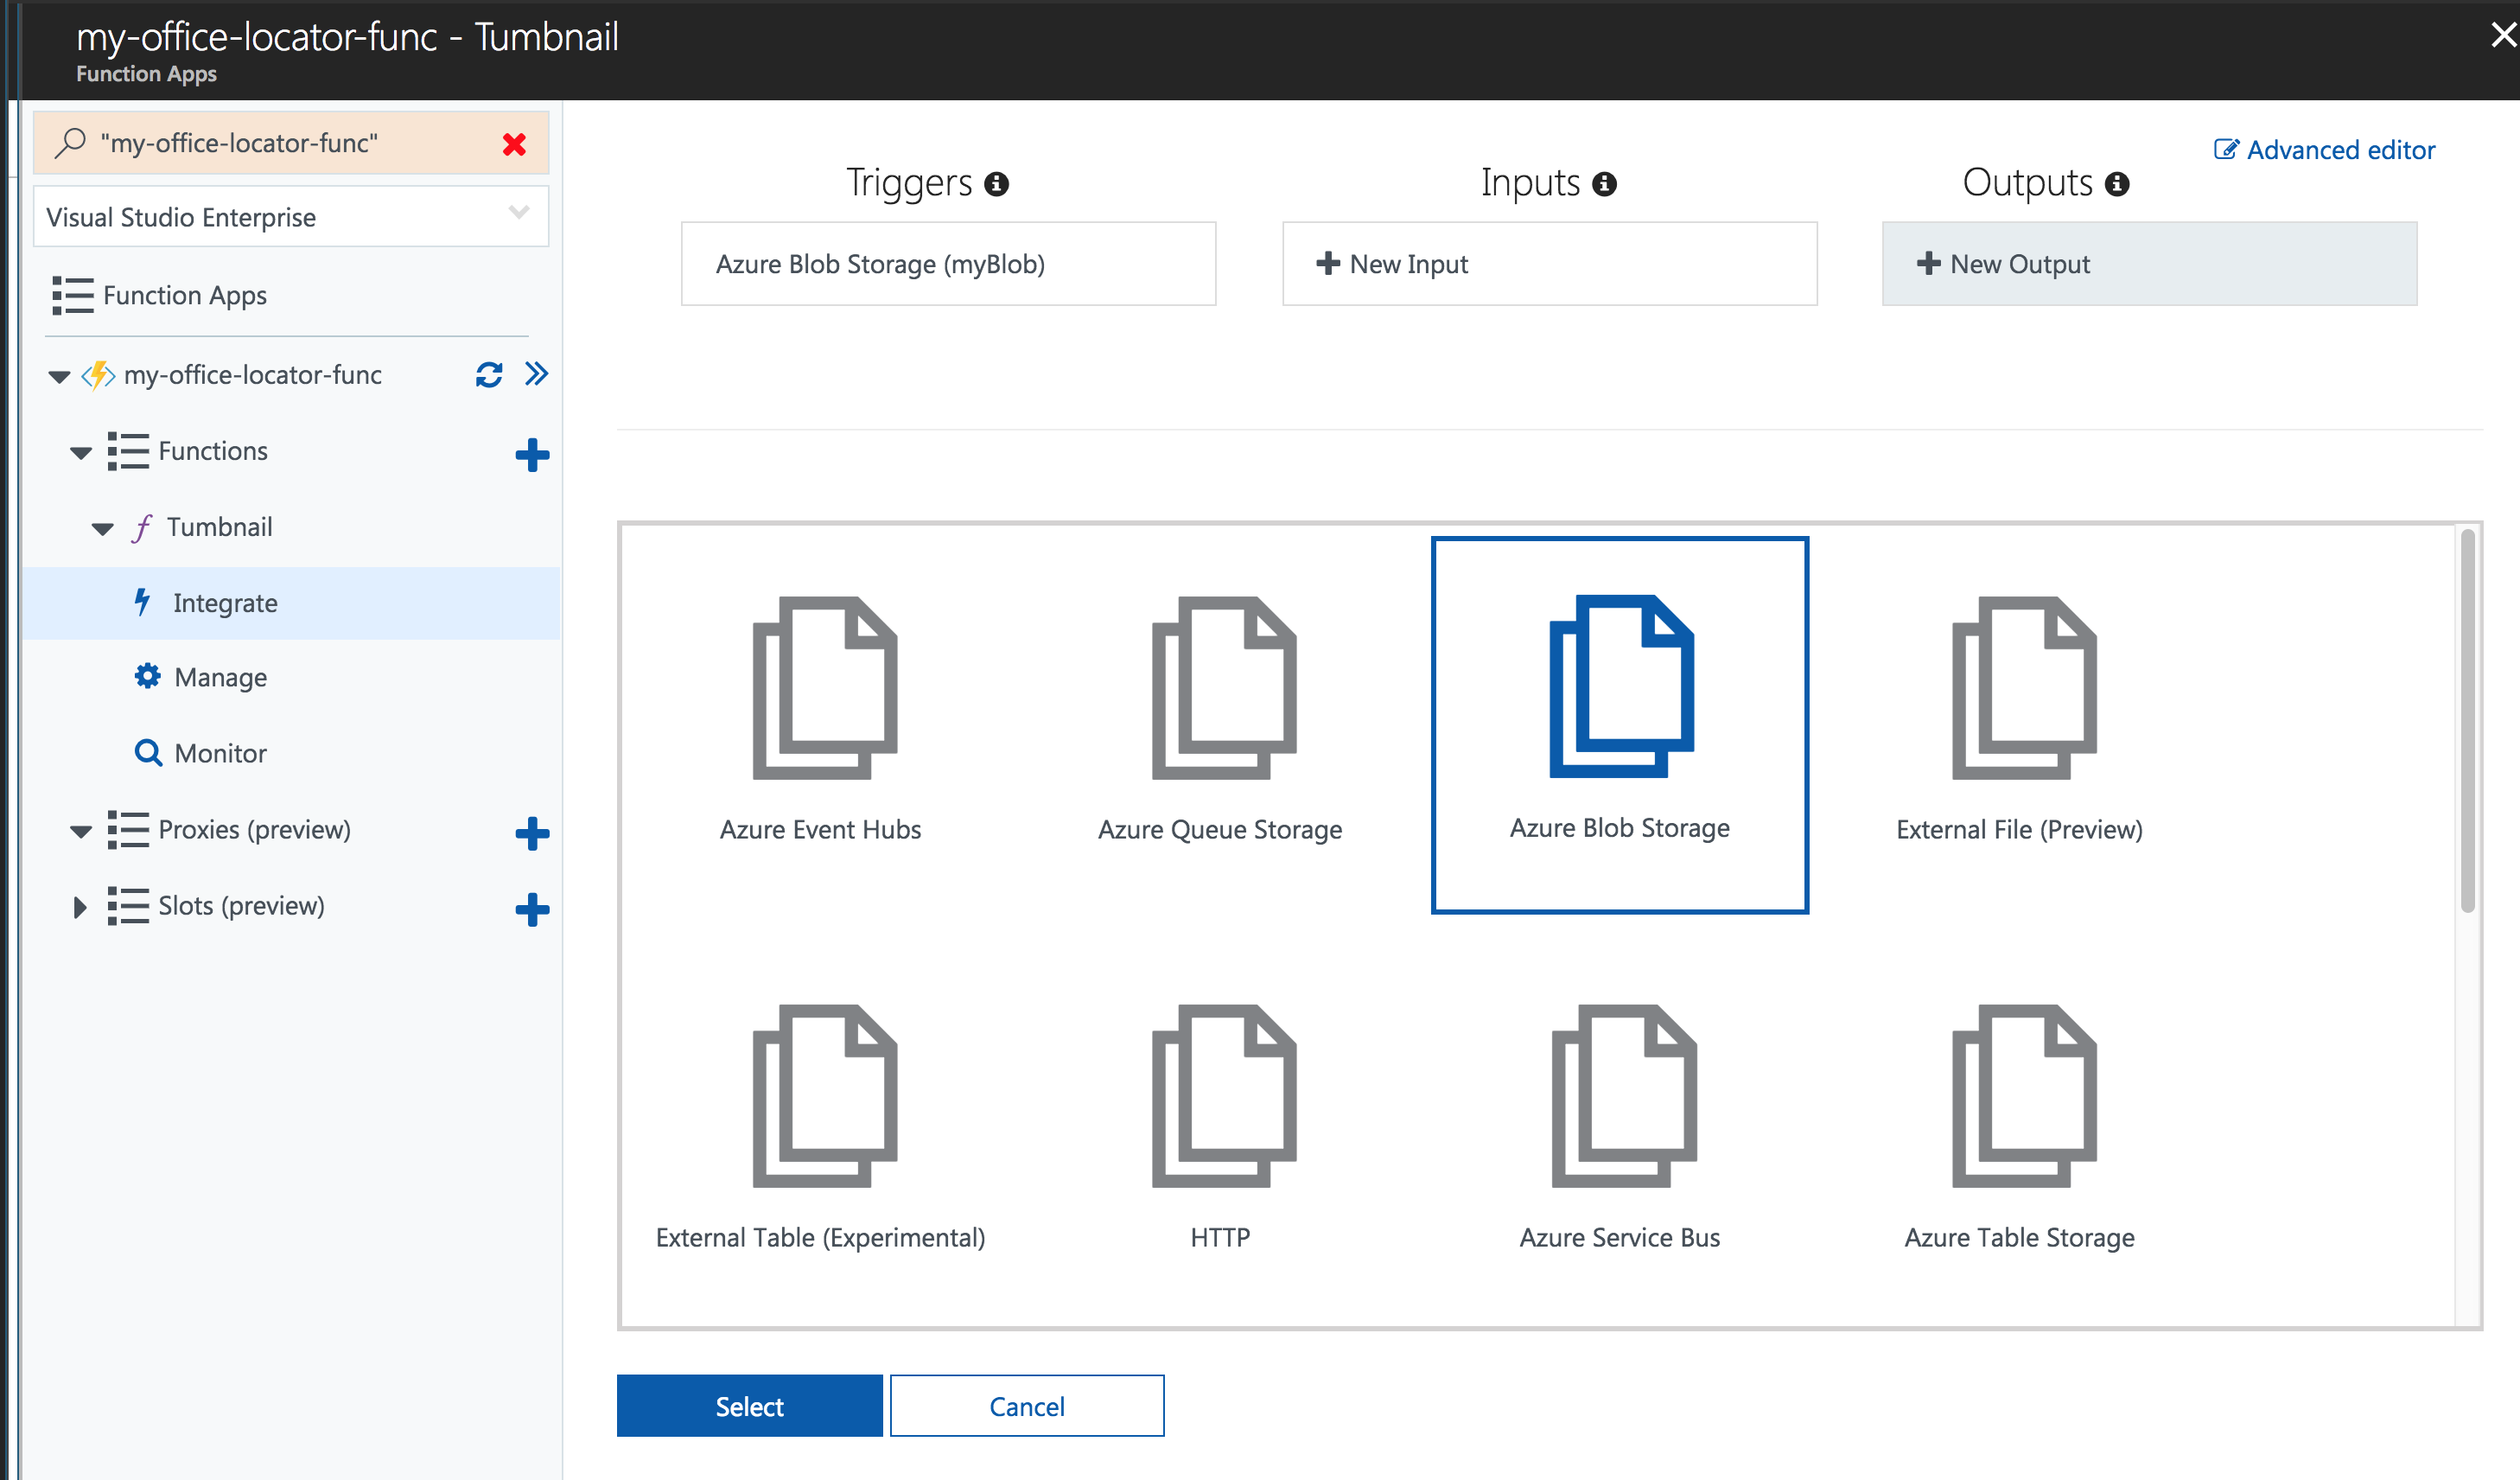 my-office-locator-func - Tumbnail
Function Apps
"my-office-locator-func"
Visual Studio Enterprise
Function Apps
my-office-locator-func
Functions
Tumbnail
Integrate
Manage
Monitor
Proxies (preview)
Slots (preview)
Advanced editor
Triggers
Inputs
Outputs
Azure Blob Storage (myBlob)
New Input
New Output
Azure Event Hubs
Azure Queue Storage
Azure Blob Storage
External File (Preview)
External Table (Experimental)
HTTP
Azure Service Bus
Azure Table Storage
Select
Cancel